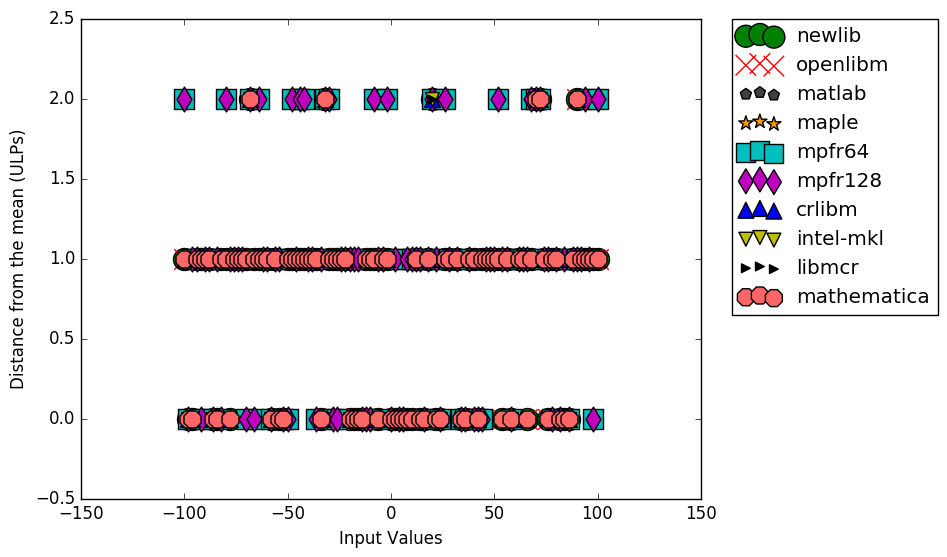 2.5
2.0
1.5
1.0
0.5
0.0
−0.5
Distance from the mean (ULPs)
−150
−100
−50
0
50
100
150
Input Values
newlib
openlibm
matlab
maple
mpfr64
mpfr128
crlibm
intel-mkl
libmcr
mathematica